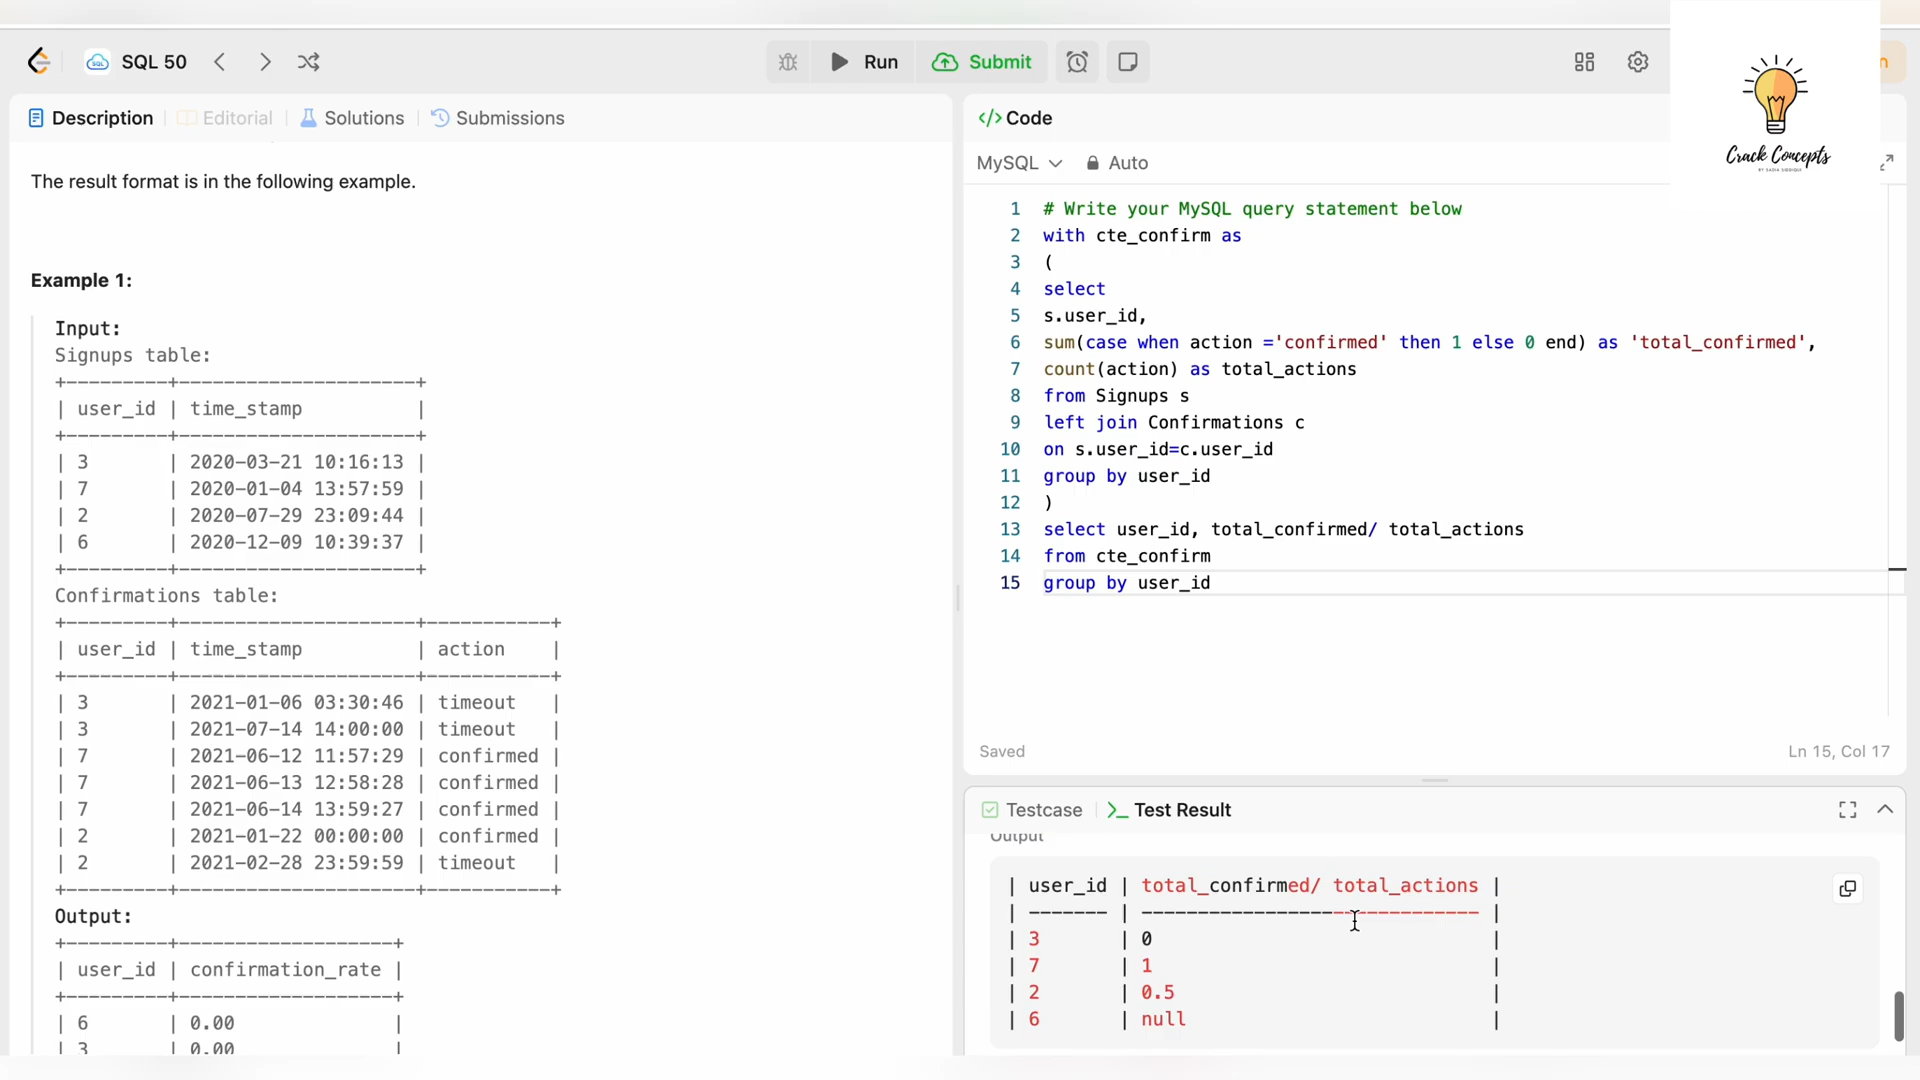 SQL 50
Run
Submit
Crack Concepts
Description
Editorial
Solutions
Submissions
The result format is in the following example.
Example 1:
Input:
Signups table:
+---------+---------------------+
| user_id | time_stamp          |
+---------+---------------------+
| 3       | 2020-03-21 10:16:13 |
| 7       | 2020-01-04 13:57:59 |
| 2       | 2020-07-29 23:09:44 |
| 6       | 2020-12-09 10:39:37 |
+---------+---------------------+
Confirmations table:
+---------+---------------------+-----------+
| user_id | time_stamp          | action    |
+---------+---------------------+-----------+
| 3       | 2021-01-06 03:30:46 | timeout   |
| 3       | 2021-07-14 14:00:00 | timeout   |
| 7       | 2021-06-12 11:57:29 | confirmed |
| 7       | 2021-06-13 12:58:28 | confirmed |
| 7       | 2021-06-14 13:59:27 | confirmed |
| 2       | 2021-01-22 00:00:00 | confirmed |
| 2       | 2021-02-28 23:59:59 | timeout   |
+---------+---------------------+-----------+
Output:
+---------+-------------------+
| user_id | confirmation_rate |
+---------+-------------------+
| 6       | 0.00              |
| 3       | 0.00              |
</> Code
MySQL
Auto
1 # Write your MySQL query statement below
2 with cte_confirm as
3 (
4 select
5 s.user_id,
6 sum(case when action ='confirmed' then 1 else 0 end) as 'total_confirmed',
7 count(action) as total_actions
8 from Signups s
9 left join Confirmations c
10 on s.user_id=c.user_id
11 group by user_id
12 )
13 select user_id, total_confirmed/ total_actions
14 from cte_confirm
15 group by user_id
Saved
Ln 15, Col 17
Testcase
Test Result
Output
| user_id | total_confirmed/ total_actions |
| ------- | ------------------------------ |
| 3       | 0                              |
| 7       | 1                              |
| 2       | 0.5                            |
| 6       | null                           |